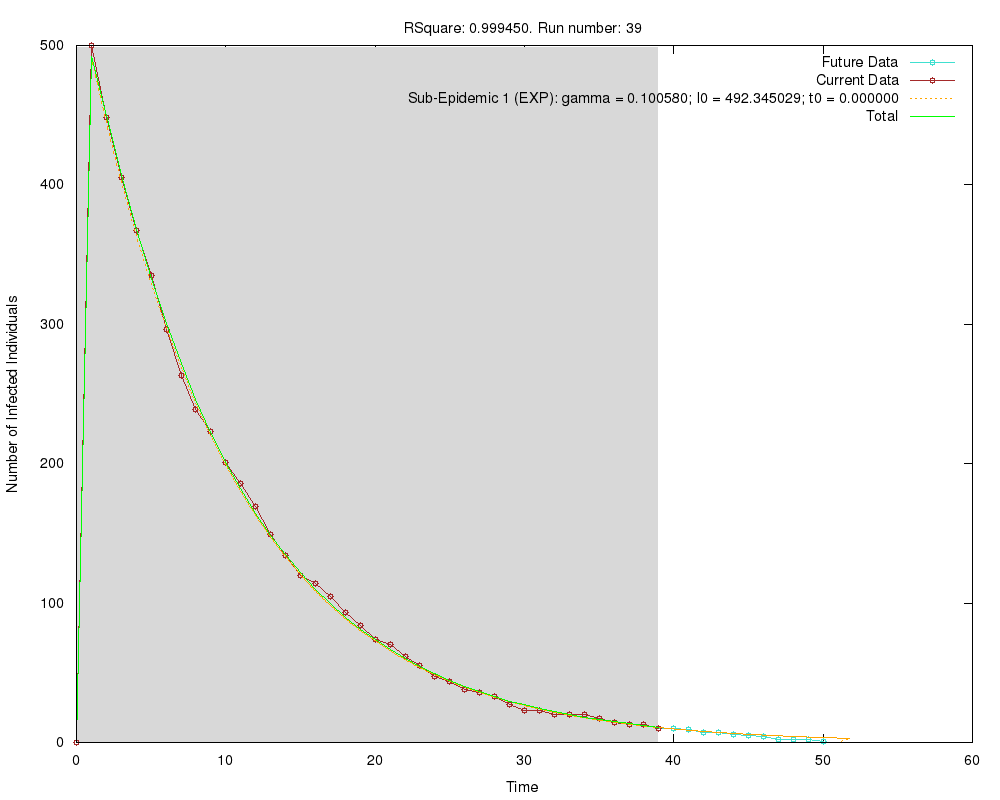 RSquare: 0.999450. Run number: 39
500
400
300
200
100
0
0 10 20 30 40 50 60
Number of Infected Individuals
Time
Future Data
Current Data
Sub-Epidemic 1 (EXP): gamma = 0.100580; I0 = 492.345029; t0 = 0.000000
Total